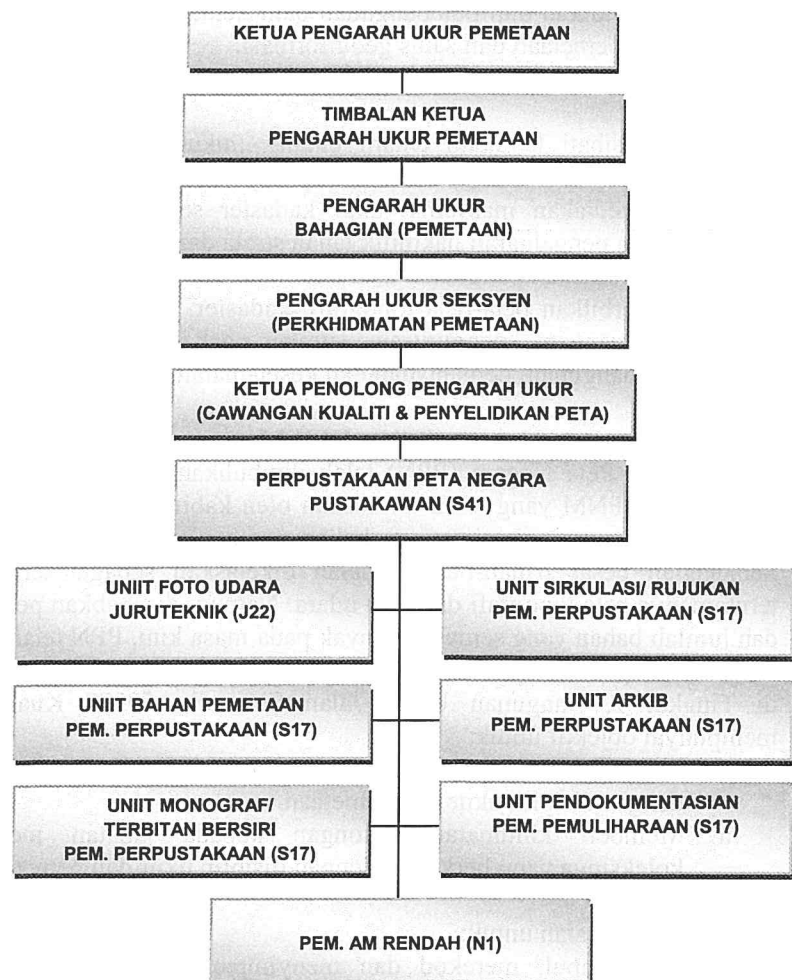 KETUA PENGARAH UKUR PEMETAAN
TIMBALAN KETUA
PENGARAH UKUR PEMETAAN
PENGARAH UKUR
BAHAGIAN (PEMETAAN)
PENGARAH UKUR SEKSYEN
(PERKHIDMATAN PEMETAAN)
KETUA PENOLONG PENGARAH UKUR
(CAWANGAN KUALITI & PENYELIDIKAN PETA)
PERPUSTAKAAN PETA NEGARA
PUSTAKAWAN (S41)
UNIIT FOTO UDARA
JURUTEKNIK (J22)
UNIT SIRKULASI/ RUJUKAN
PEM. PERPUSTAKAAN (S17)
UNIIT BAHAN PEMETAAN
PEM. PERPUSTAKAAN (S17)
UNIT ARKIB
PEM. PERPUSTAKAAN (S17)
UNIIT MONOGRAF/
TERBITAN BERSIRI
PEM. PERPUSTAKAAN (S17)
UNIT PENDOKUMENTASIAN
PEM. PEMULIHARAAN (S17)
PEM. AM RENDAH (N1)